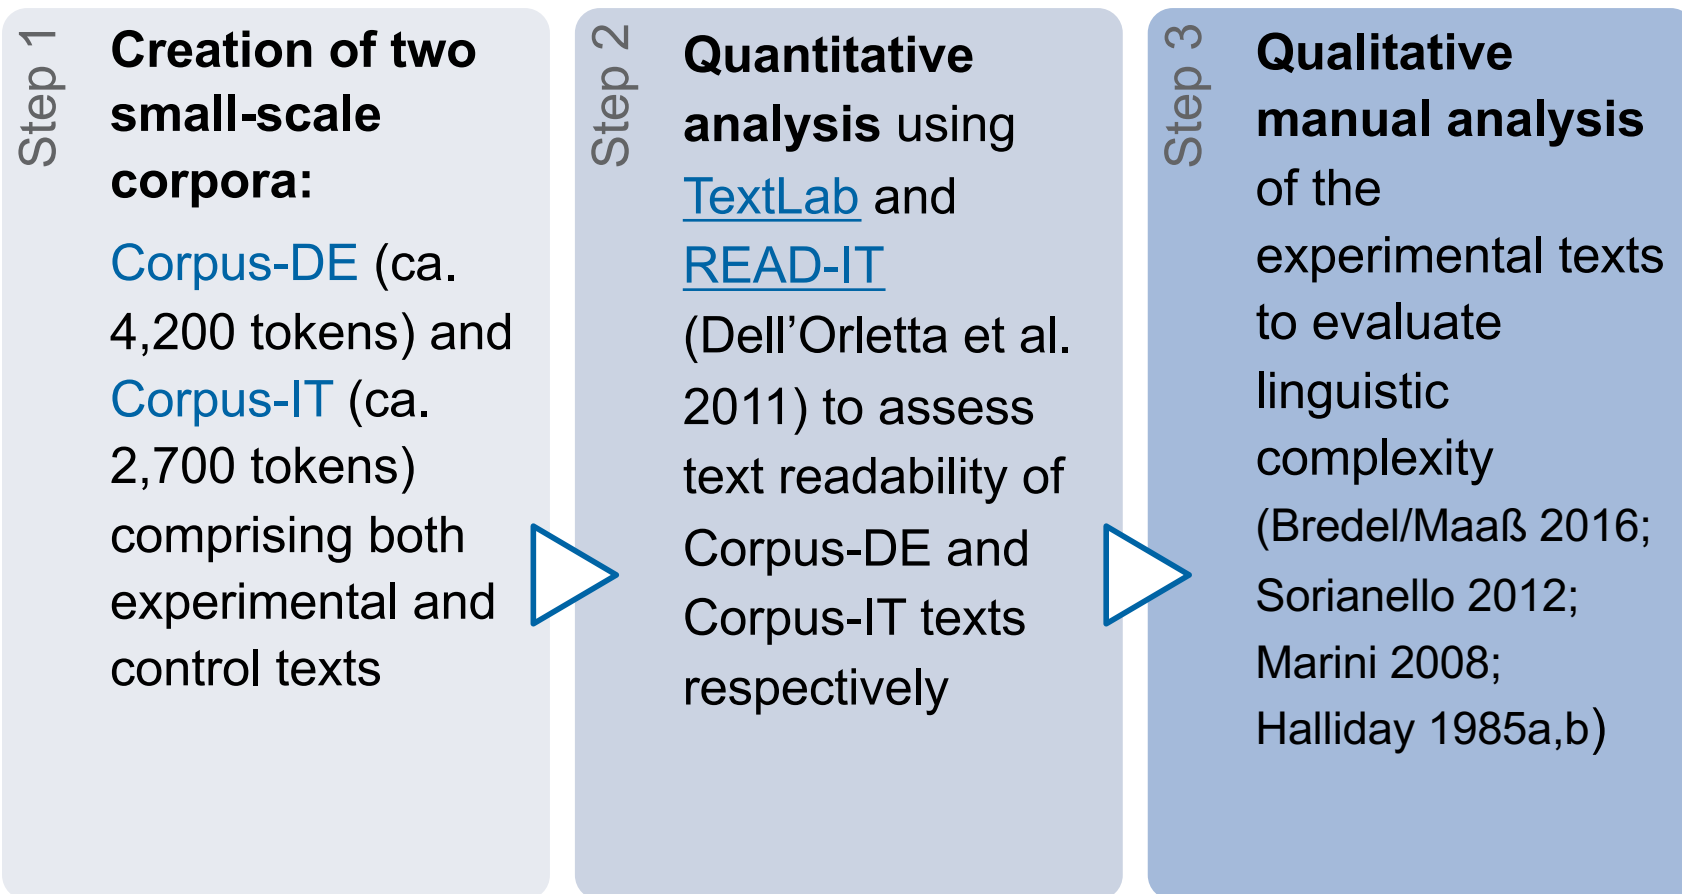 Step 1
Creation of two
small-scale
corpora:
Corpus-DE (ca.
4,200 tokens) and
Corpus-IT (ca.
2,700 tokens)
comprising both
experimental and
control texts
Step 2
Quantitative
analysis using
TextLab and
READ-IT
(Dell’Orletta et al.
2011) to assess
text readability of
Corpus-DE and
Corpus-IT texts
respectively
Step 3
Qualitative
manual analysis
of the
experimental texts
to evaluate
linguistic
complexity
(Bredel/Maaß 2016;
Sorianello 2012;
Marini 2008;
Halliday 1985a,b)